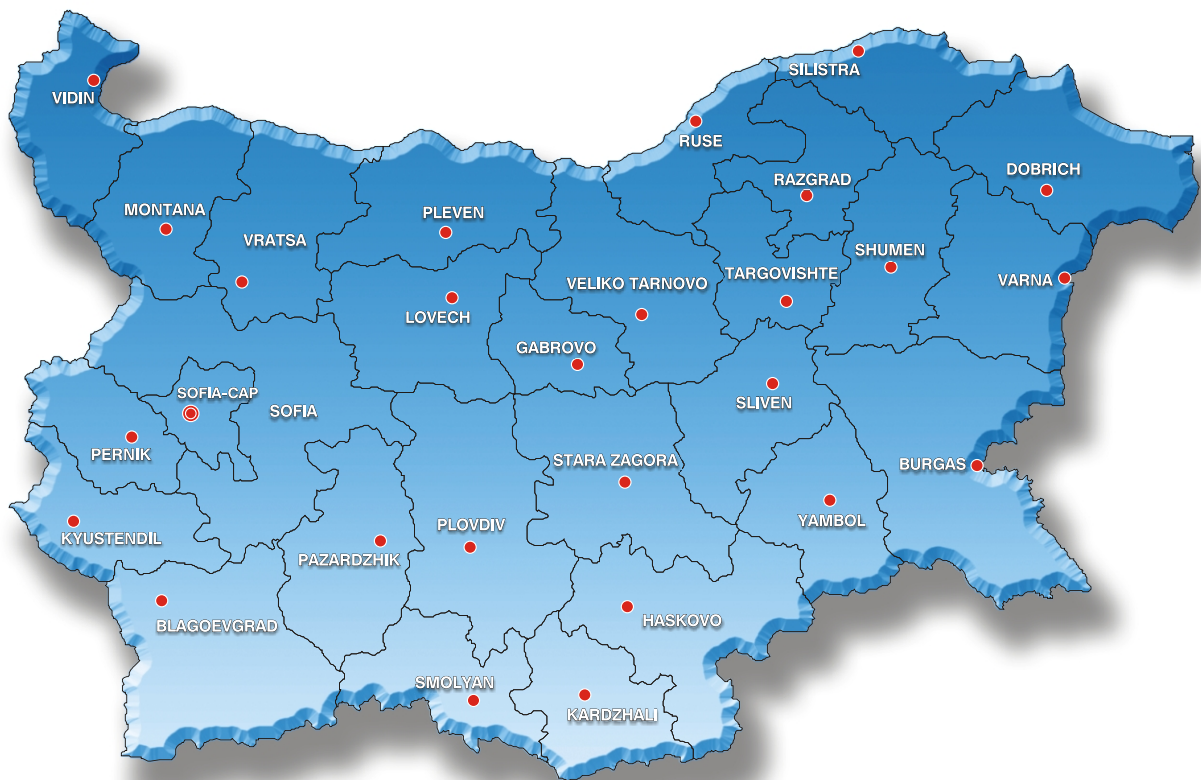 SILISTRA
VIDIN
RUSE
DOBRICH
RAZGRAD
MONTANA
PLEVEN
VRATSA
SHUMEN
TARGOVISHTE
VARNA
VELIKO TARNOVO
LOVECH
GABROVO
SOFIA-CAP
SLIVEN
SOFIA
PERNIK
STARA ZAGORA
BURGAS
YAMBOL
PLOVDIV
KYUSTENDIL
PAZARDZHIK
HASKOVO
BLAGOEVGRAD
SMOLYAN
KARDZHALI